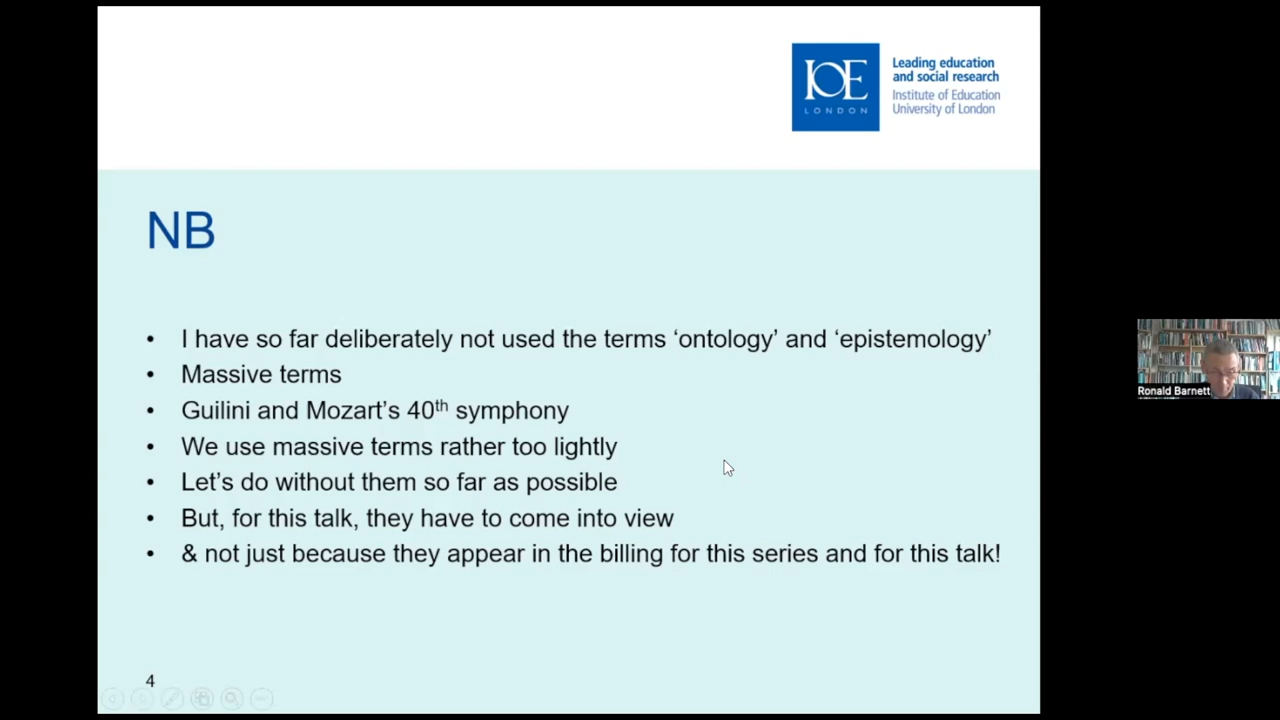 IOE
LONDON
Leading education
and social research
Institute of Education
University of London
NB
• I have so far deliberately not used the terms ‘ontology’ and ‘epistemology’
• Massive terms
• Guilini and Mozart’s 40th symphony
• We use massive terms rather too lightly
• Let’s do without them so far as possible
• But, for this talk, they have to come into view
• & not just because they appear in the billing for this series and for this talk!
4
Ronald Barnett